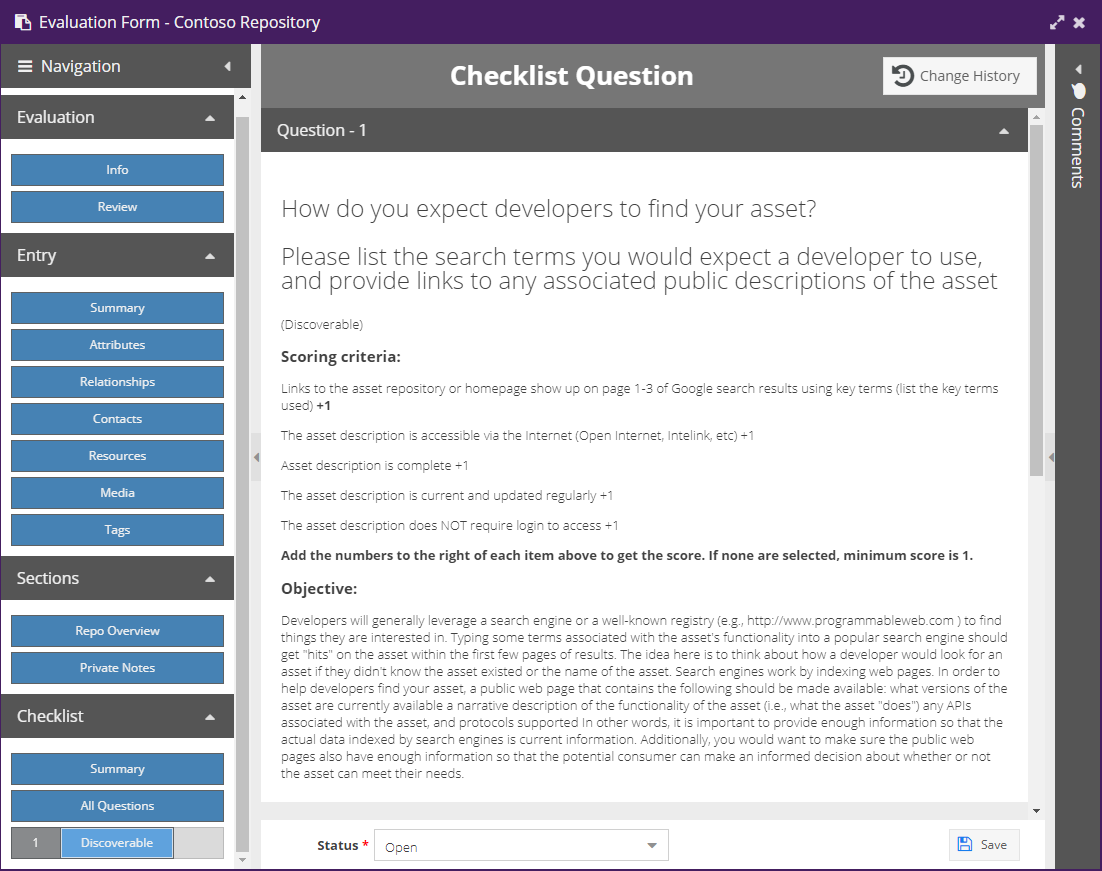 Evaluation Form - Contoso Repository
Navigation
Evaluation
Info
Review
Entry
Summary
Attributes
Relationships
Contacts
Resources
Media
Tags
Sections
Repo Overview
Private Notes
Checklist
Summary
All Questions
1 Discoverable
Checklist Question
Change History
Question - 1
How do you expect developers to find your asset?
Please list the search terms you would expect a developer to use,
and provide links to any associated public descriptions of the asset
(Discoverable)
Scoring criteria:
Links to the asset repository or homepage show up on page 1-3 of Google search results using key terms (list the key terms
used) +1
The asset description is accessible via the Internet (Open Internet, Intelink, etc) +1
Asset description is complete +1
The asset description is current and updated regularly +1
The asset description does NOT require login to access +1
Add the numbers to the right of each item above to get the score. If none are selected, minimum score is 1.
Objective:
Developers will generally leverage a search engine or a well-known registry (e.g., http://www.programmableweb.com ) to find
things they are interested in. Typing some terms associated with the asset's functionality into a popular search engine should
get "hits" on the asset within the first few pages of results. The idea here is to think about how a developer would look for an
asset if they didn't know the asset existed or the name of the asset. Search engines work by indexing web pages. In order to
help developers find your asset, a public web page that contains the following should be made available: what versions of the
asset are currently available a narrative description of the functionality of the asset (i.e., what the asset "does") any APIs
associated with the asset, and protocols supported In other words, it is important to provide enough information so that the
actual data indexed by search engines is current information. Additionally, you would want to make sure the public web
pages also have enough information so that the potential consumer can make an informed decision about whether or not
the asset can meet their needs.
Status * Open
Save
Comments